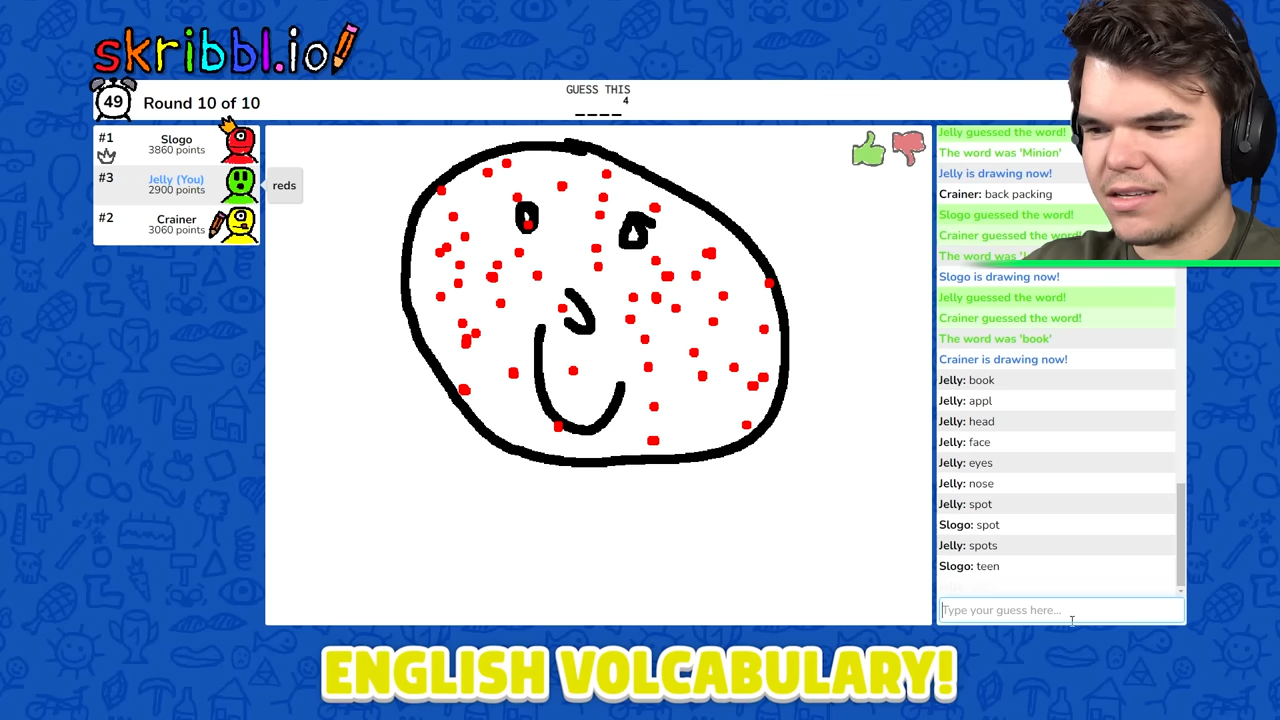 skribbl.io
49
Round 10 of 10
GUESS THIS
4
____
#1
Slogo
3860 points
#3
Jelly (You)
2900 points
reds
#2
Crainer
3060 points
Jelly guessed the word!
The word was 'Minion'
Jelly is drawing now!
Crainer: back packing
Slogo guessed the word!
Crainer guessed the
The word was
Slogo is drawing now!
Jelly guessed the word!
Crainer guessed the word!
The word was 'book'
Crainer is drawing now!
Jelly: book
Jelly: appl
Jelly: head
Jelly: face
Jelly: eyes
Jelly: nose
Jelly: spot
Slogo: spot
Jelly: spots
Slogo: teen
Type your guess here...
ENGLISH VOLCABULARY!